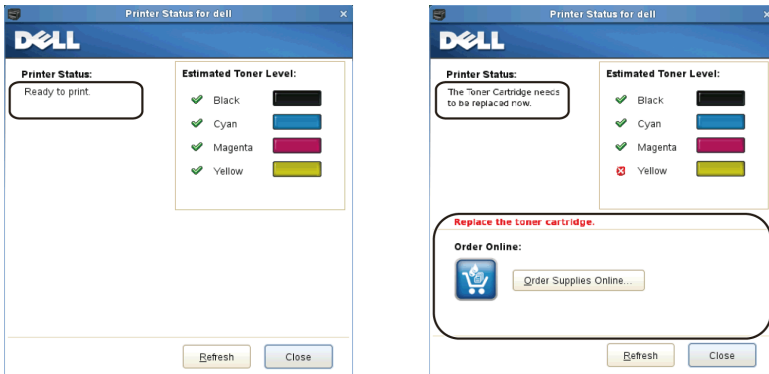 Printer Status for dell
DELL
Printer Status:
Ready to print.
Estimated Toner Level:
Black
Cyan
Magenta
Yellow
Refresh
Close
Printer Status for dell
DELL
Printer Status:
The Toner Cartridge needs
to be replaced now.
Estimated Toner Level:
Black
Cyan
Magenta
Yellow
Replace the toner cartridge.
Order Online:
Order Supplies Online...
Refresh
Close